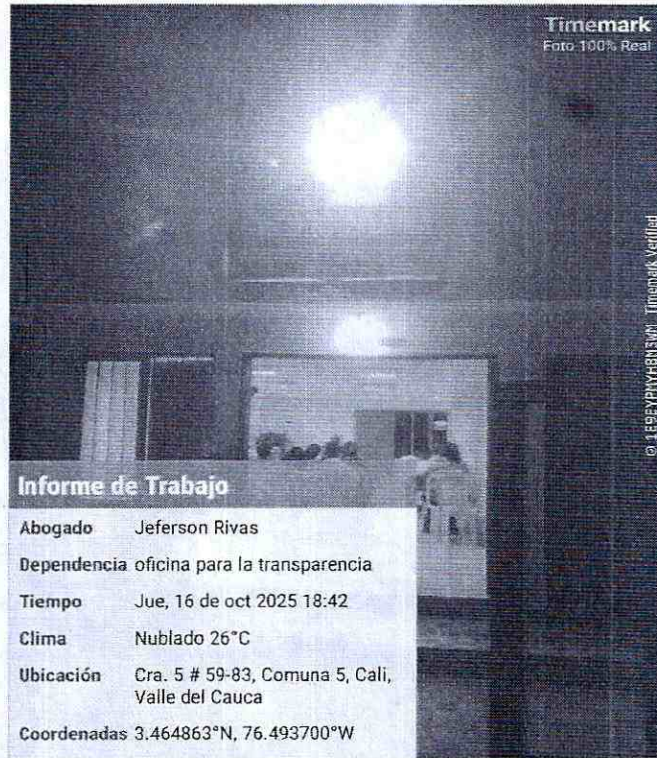 Timemark
Foto 100% Real
Informe de Trabajo
Abogado Jeferson Rivas
Dependencia oficina para la transparencia
Tiempo Jue, 16 de oct 2025 18:42
Clima Nublado 26°C
Ubicación Cra. 5 # 59-83, Comuna 5, Cali,
Valle del Cauca
Coordenadas 3.464863°N, 76.493700°W
Timemark Verified